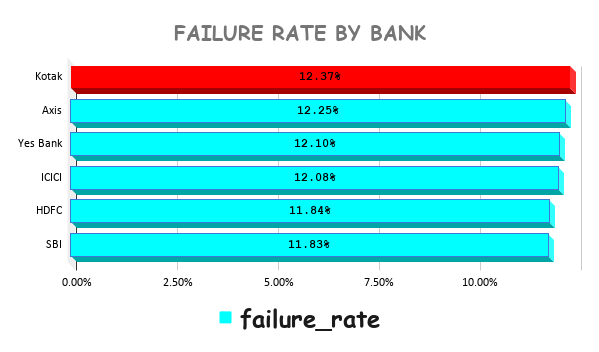 FAILURE RATE BY BANK
Kotak 12.37%
Axis 12.25%
Yes Bank 12.10%
ICICI 12.08%
HDFC 11.84%
SBI 11.83%
0.00% 2.50% 5.00% 7.50% 10.00%
failure_rate